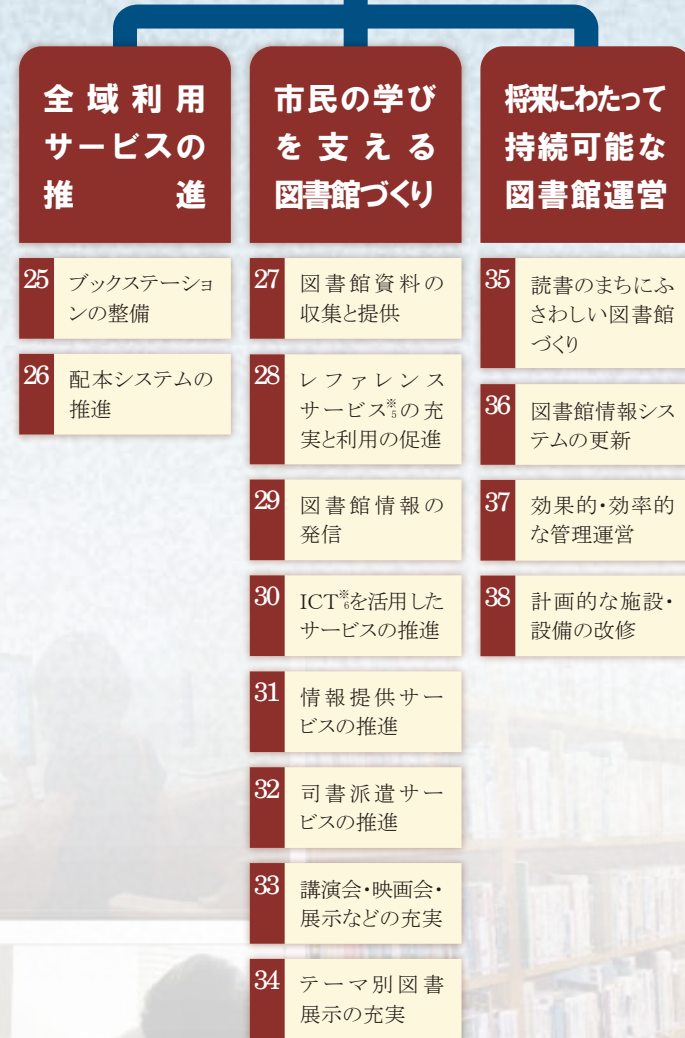 全域利用
サービスの
推進
25
ブックステーショ
ンの整備
26
配本システムの
推進
市民の学び
を支える
図書館づくり
27
図書館資料の
収集と提供
28
レファレンス
サービス※5の充
実と利用の促進
29
図書館情報の
発信
30
ICT※6を活用した
サービスの推進
31
情報提供サー
ビスの推進
32
司書派遣サー
ビスの推進
33
講演会・映画会・
展示などの充実
34
テーマ別図書
展示の充実
将来にわたって
持続可能な
図書館運営
35
読書のまちにふ
さわしい図書館
づくり
36
図書館情報シス
テムの更新
37
効果的・効率的
な管理運営
38
計画的な施設・
設備の改修